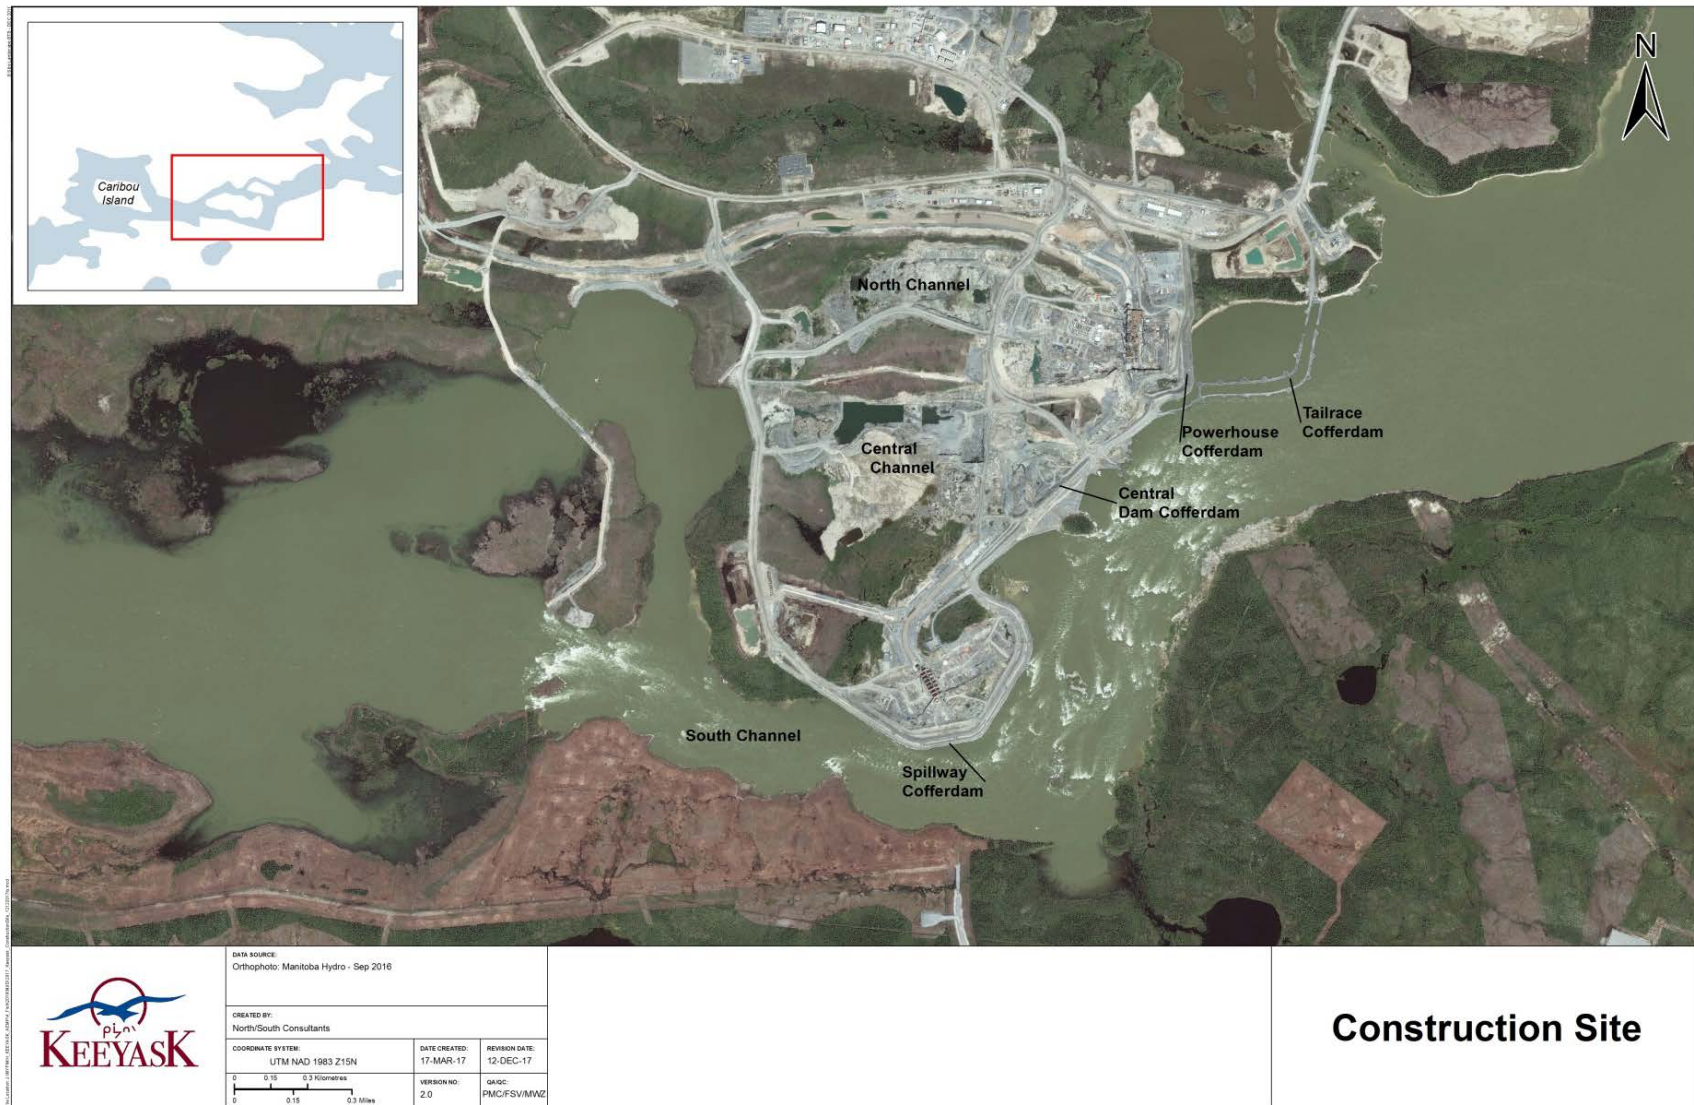 Caribou
Island
N
North Channel
Tailrace
Cofferdam
Powerhouse
Cofferdam
Central
Channel
Central
Dam Cofferdam
South Channel
Spillway
Cofferdam
ᑭᔭᐢᐠ
KEEYASK
DATA SOURCE:
Orthophoto: Manitoba Hydro - Sep 2016
CREATED BY:
North/South Consultants
COORDINATE SYSTEM:
UTM NAD 1983 Z15N
DATE CREATED:
17-MAR-17
REVISION DATE:
12-DEC-17
0 0.15 0.3 Kilometres
0 0.15 0.3 Miles
VERSION NO:
2.0
QA/QC:
PMC/FSV/MWZ
Construction Site